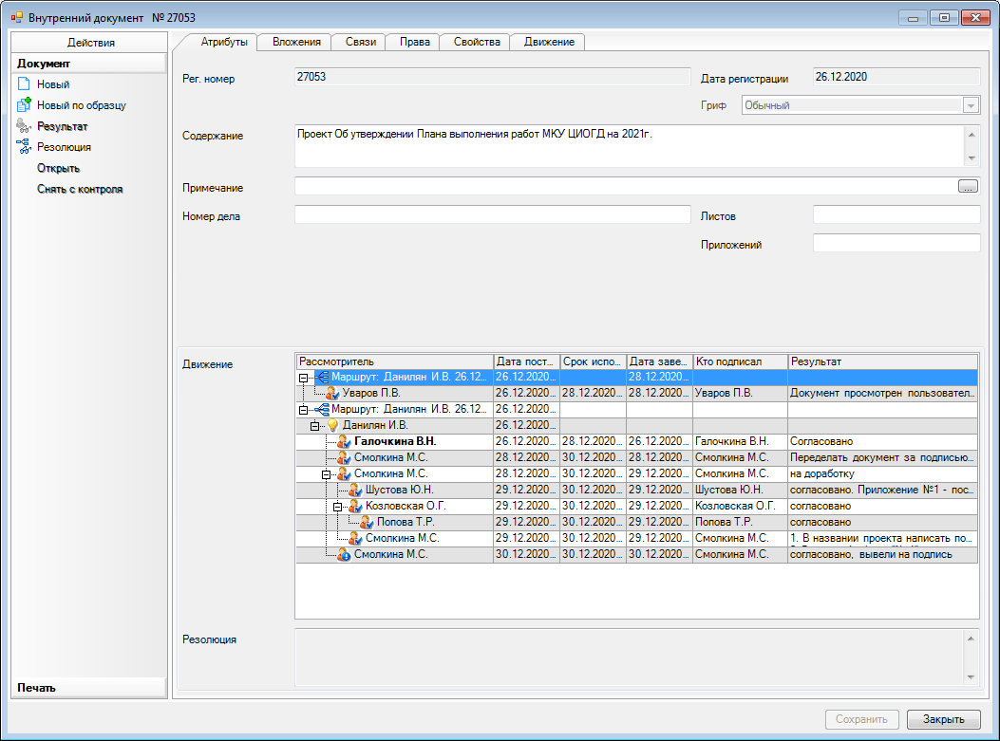 Внутренний документ № 27053
Действия
Документ
Новый
Новый по образцу
Результат
Резолюция
Открыть
Снять с контроля
Печать
Атрибуты Вложения Связи Права Свойства Движение
Рег. номер 27053 Дата регистрации 26.12.2020
Гриф Обычный
Содержание Проект Об утверждении Плана выполнения работ МКУ ЦИОГД на 2021г.
Примечание ...
Номер дела Листов
Приложений
Движение
Рассмотритель Дата пост... Срок испо... Дата заве... Кто подписал Результат
Маршрут: Данилян И.В. 26.12... 26.12.2020... 28.12.2020...
Уваров П.В. 26.12.2020... 28.12.2020... 28.12.2020... Уваров П.В. Документ просмотрен пользовател...
Маршрут: Данилян И.В. 26.12... 26.12.2020...
Данилян И.В. 26.12.2020...
Галочкина В.Н. 26.12.2020... 28.12.2020... 26.12.2020... Галочкина В.Н. Согласовано
Смолкина М.С. 28.12.2020... 30.12.2020... 28.12.2020... Смолкина М.С. Переделать документ за подписью...
Смолкина М.С. 28.12.2020... 30.12.2020... 29.12.2020... Смолкина М.С. на доработку
Шустова Ю.Н. 29.12.2020... 30.12.2020... 29.12.2020... Шустова Ю.Н. согласовано. Приложение №1 - пос...
Козловская О.Г. 29.12.2020... 30.12.2020... 29.12.2020... Козловская О.Г. согласовано
Попова Т.Р. 29.12.2020... 30.12.2020... 29.12.2020... Попова Т.Р. согласовано
Смолкина М.С. 29.12.2020... 30.12.2020... 29.12.2020... Смолкина М.С. 1. В названии проекта написать по...
Смолкина М.С. 30.12.2020... 30.12.2020... 30.12.2020... Смолкина М.С. согласовано, вывели на подпись
Резолюция
Сохранить Закрыть